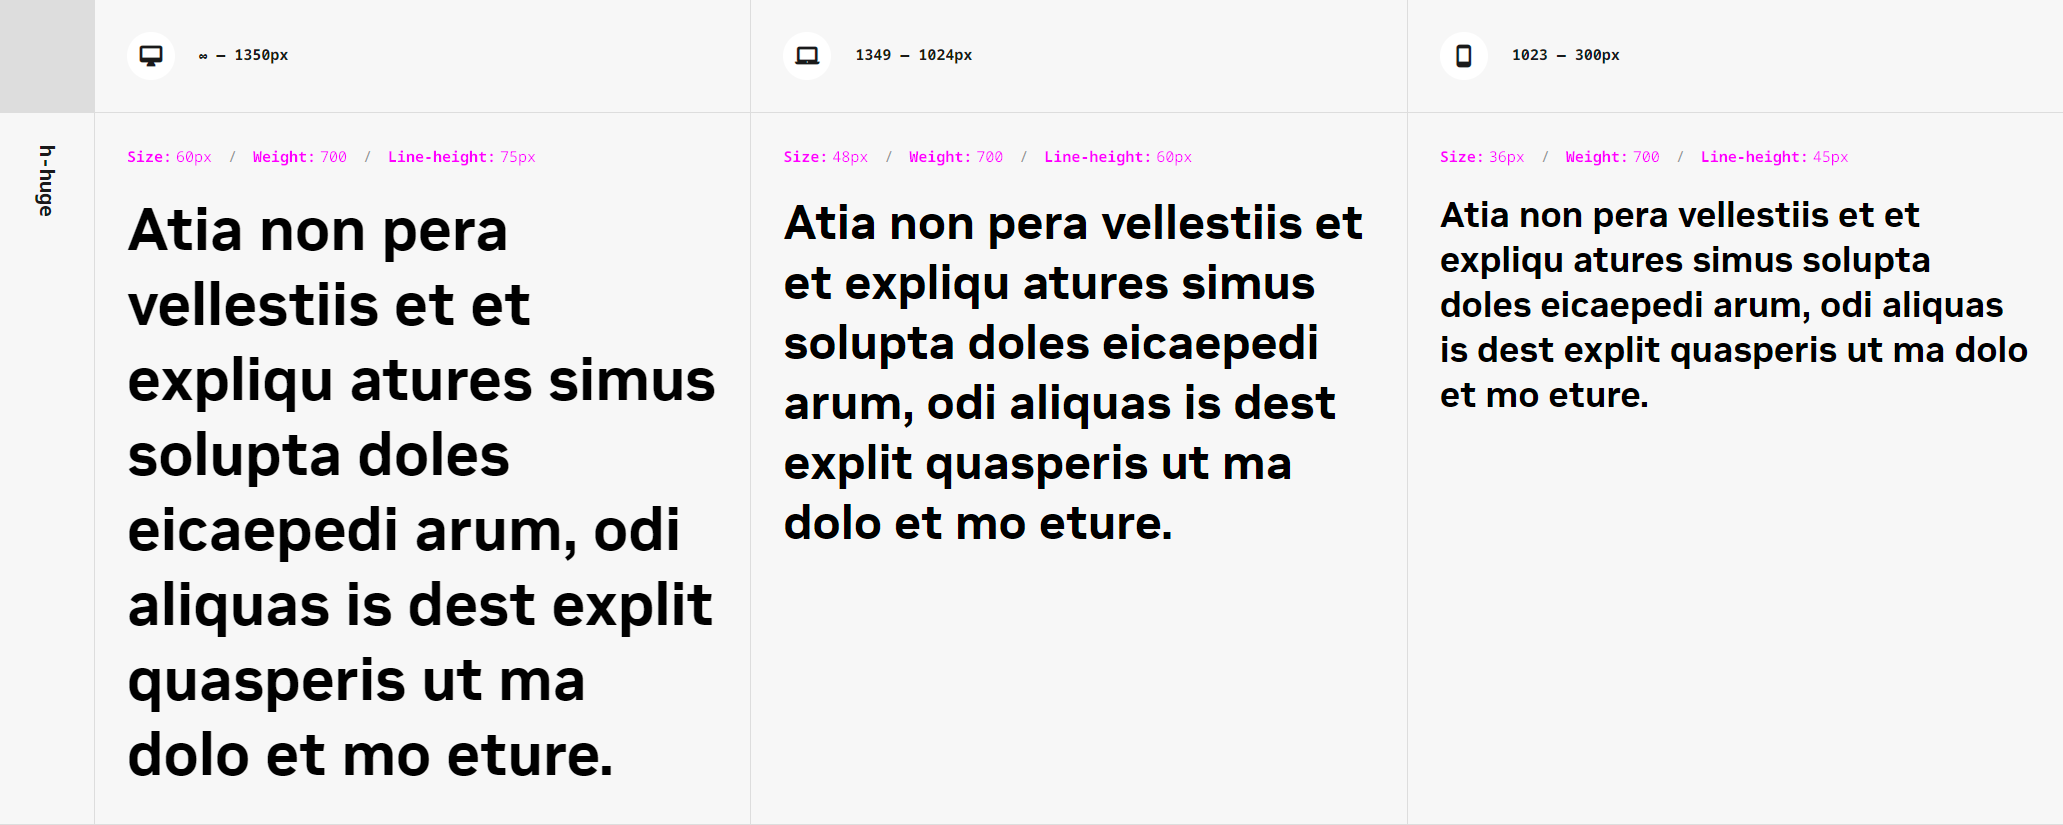 ∞ — 1350px
1349 — 1024px
1023 — 300px
h-huge
Size: 60px / Weight: 700 / Line-height: 75px
Atia non pera
vellestiis et et
expliqu atures simus
solupta doles
eicaepedi arum, odi
aliquas is dest explit
quasperis ut ma
dolo et mo eture.
Size: 48px / Weight: 700 / Line-height: 60px
Atia non pera vellestiis et
et expliqu atures simus
solupta doles eicaepedi
arum, odi aliquas is dest
explit quasperis ut ma
dolo et mo eture.
Size: 36px / Weight: 700 / Line-height: 45px
Atia non pera vellestiis et et
expliqu atures simus solupta
doles eicaepedi arum, odi aliquas
is dest explit quasperis ut ma dolo
et mo eture.